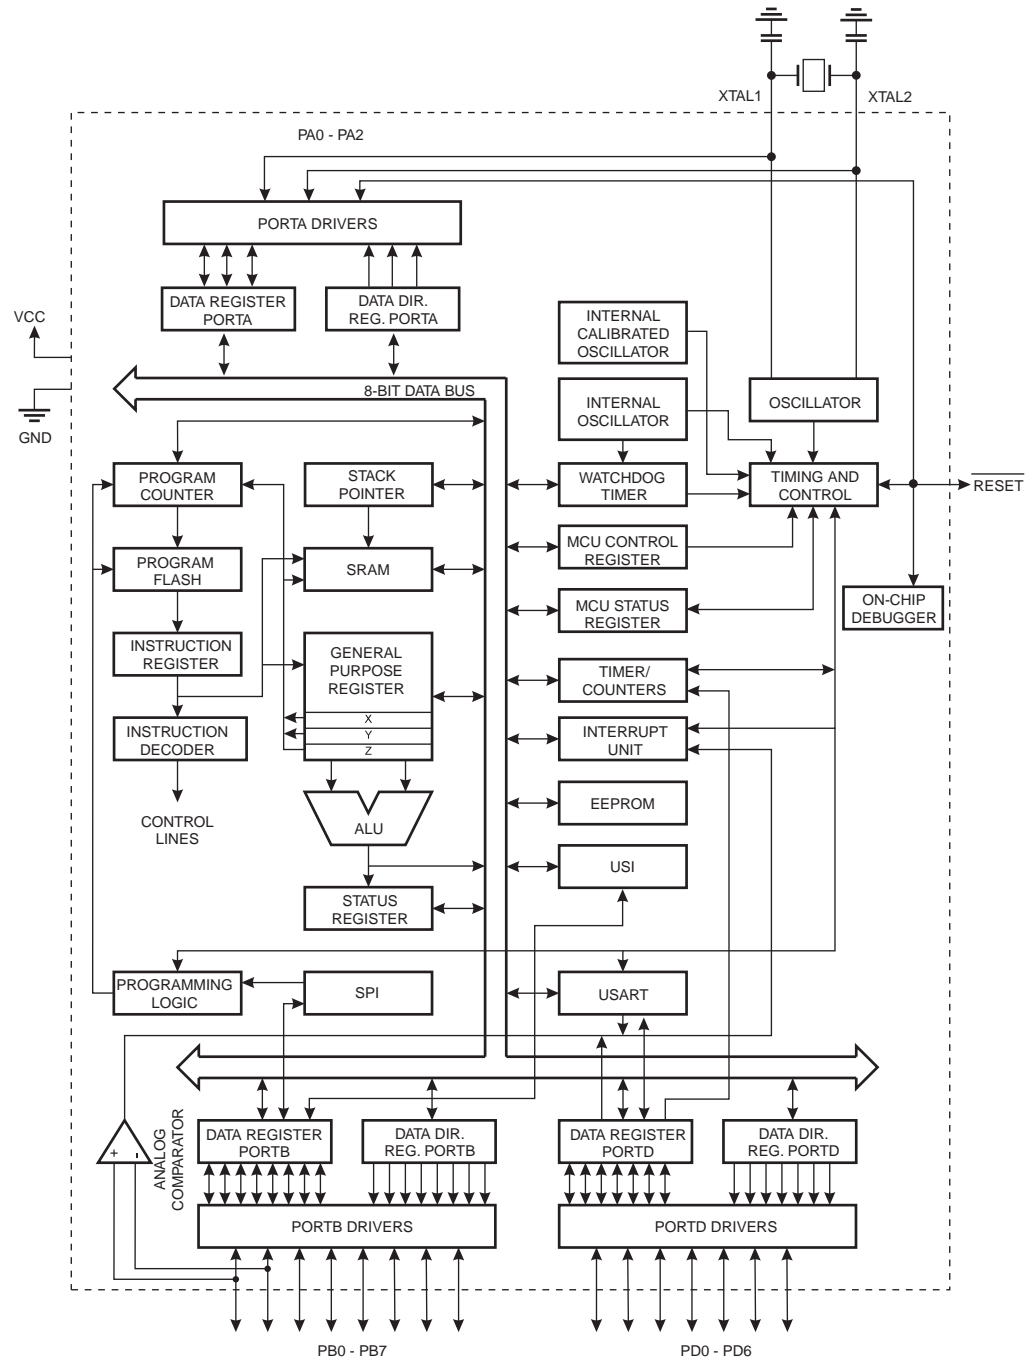 XTAL1
XTAL2
PA0 - PA2
PORTA DRIVERS
DATA REGISTER
PORTA
DATA DIR.
REG. PORTA
VCC
GND
8-BIT DATA BUS
INTERNAL
CALIBRATED
OSCILLATOR
INTERNAL
OSCILLATOR
OSCILLATOR
PROGRAM
COUNTER
STACK
POINTER
WATCHDOG
TIMER
TIMING AND
CONTROL
RESET
PROGRAM
FLASH
SRAM
MCU CONTROL
REGISTER
MCU STATUS
REGISTER
ON-CHIP
DEBUGGER
INSTRUCTION
REGISTER
GENERAL
PURPOSE
REGISTER
X
Y
Z
TIMER/
COUNTERS
INSTRUCTION
DECODER
INTERRUPT
UNIT
CONTROL
LINES
ALU
EEPROM
USI
STATUS
REGISTER
PROGRAMMING
LOGIC
SPI
USART
+
-
ANALOG
COMPARATOR
DATA REGISTER
PORTB
DATA DIR.
REG. PORTB
DATA REGISTER
PORTD
DATA DIR.
REG. PORTD
PORTB DRIVERS
PORTD DRIVERS
PB0 - PB7
PD0 - PD6